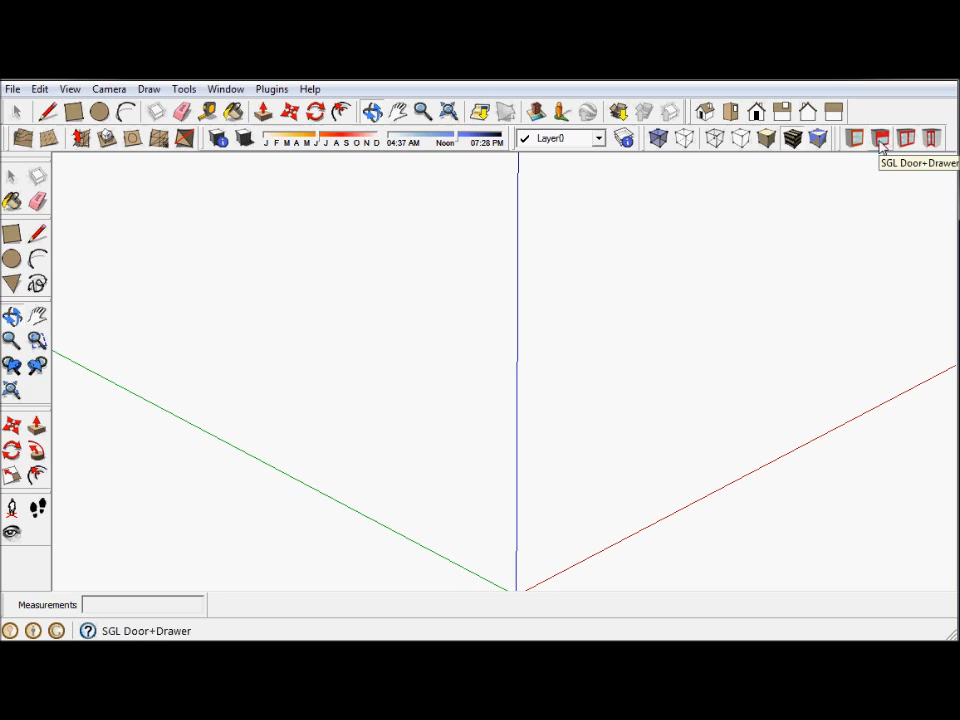 File Edit View Camera Draw Tools Window Plugins Help
J F M A M J J A S O N D 04:37 AM Noon 07:28 PM Layer0
SGL Door+Drawer
Measurements
SGL Door+Drawer